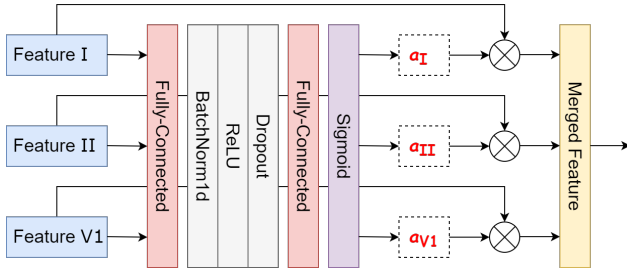 Feature I
Feature II
Feature V1
Fully-Connected
BatchNorm1d
ReLU
Dropout
Fully-Connected
Sigmoid
aI
aII
aV1
Merged Feature